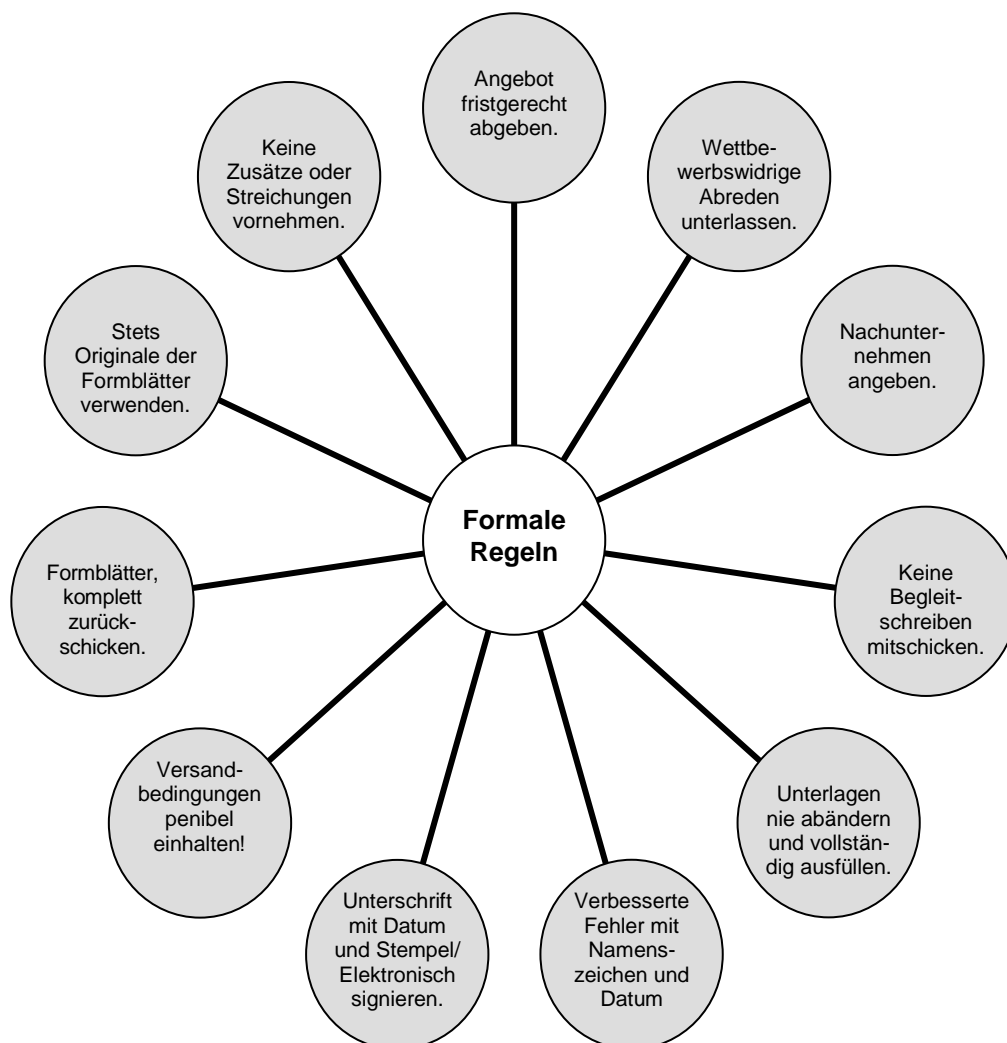 Angebot
fristgerecht
abgeben.
Wettbe-
werbswidrige
Abreden
unterlassen.
Nachunter-
nehmen
angeben.
Keine
Begleit-
schreiben
mitschicken.
Unterlagen
nie abändern
und vollstän-
dig ausfüllen.
Verbesserte
Fehler mit
Namens-
zeichen und
Datum
Unterschrift
mit Datum
und Stempel/
Elektronisch
signieren.
Versand-
bedingungen
penibel
einhalten!
Formblätter,
komplett
zurück-
schicken.
Stets
Originale der
Formblätter
verwenden.
Keine
Zusätze oder
Streichungen
vornehmen.
Formale
Regeln